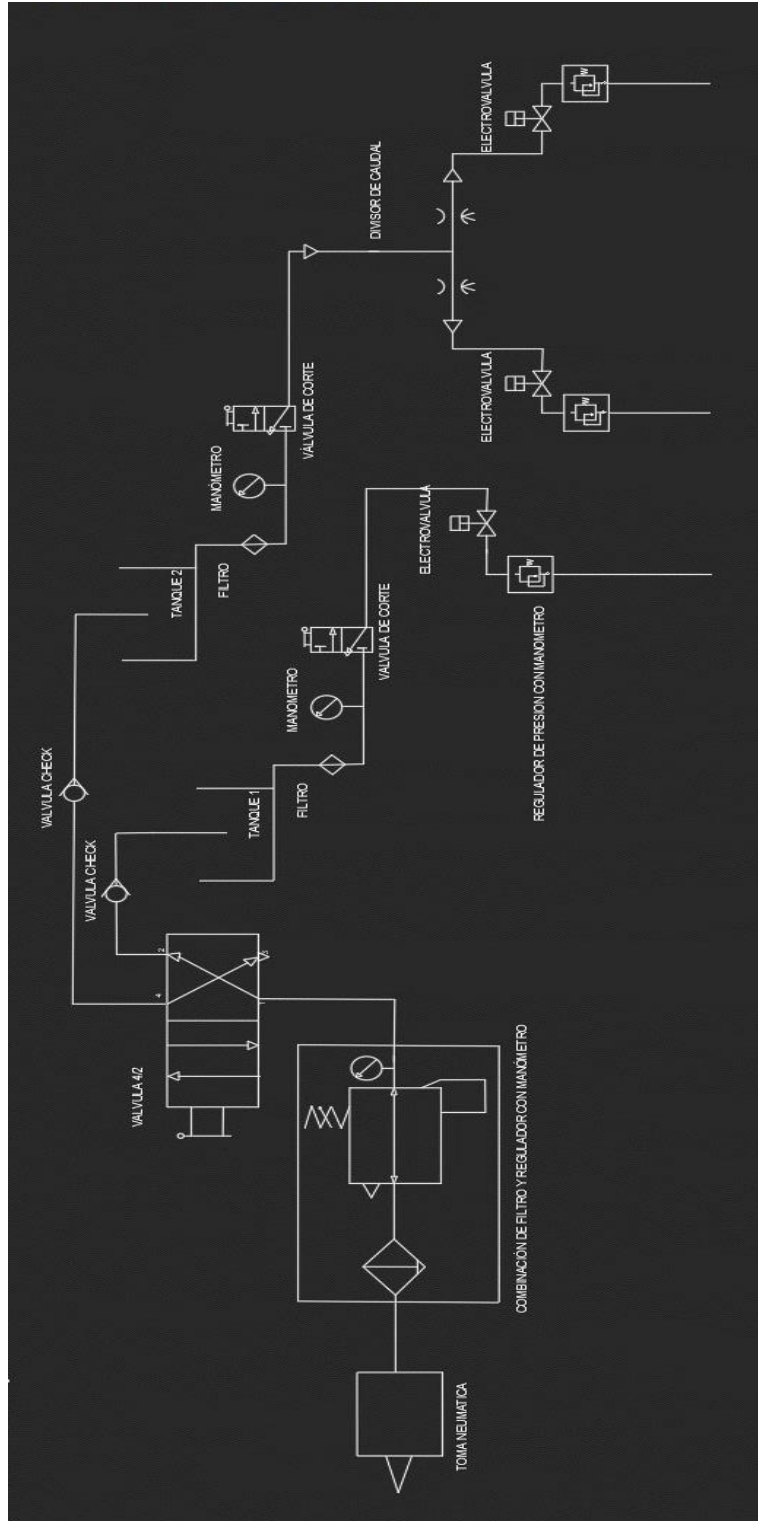 VALVULA CHECK
VALVULA CHECK
VALVULA 4/2
4
2
TANQUE 2
MANÓMETRO
FILTRO
TANQUE 1
3
MANOMETRO
FILTRO
VÁLVULA DE CORTE
DIVISOR DE CAUDAL
VALVULA DE CORTE
ELECTROVALVULA
TOMA NEUMATICA
ELECTROVALVULA
ELECTROVALVULA
COMBINACIÓN DE FILTRO Y REGULADOR CON MANÓMETRO
W
REGULADOR DE PRESION CON MANOMETRO
W
W